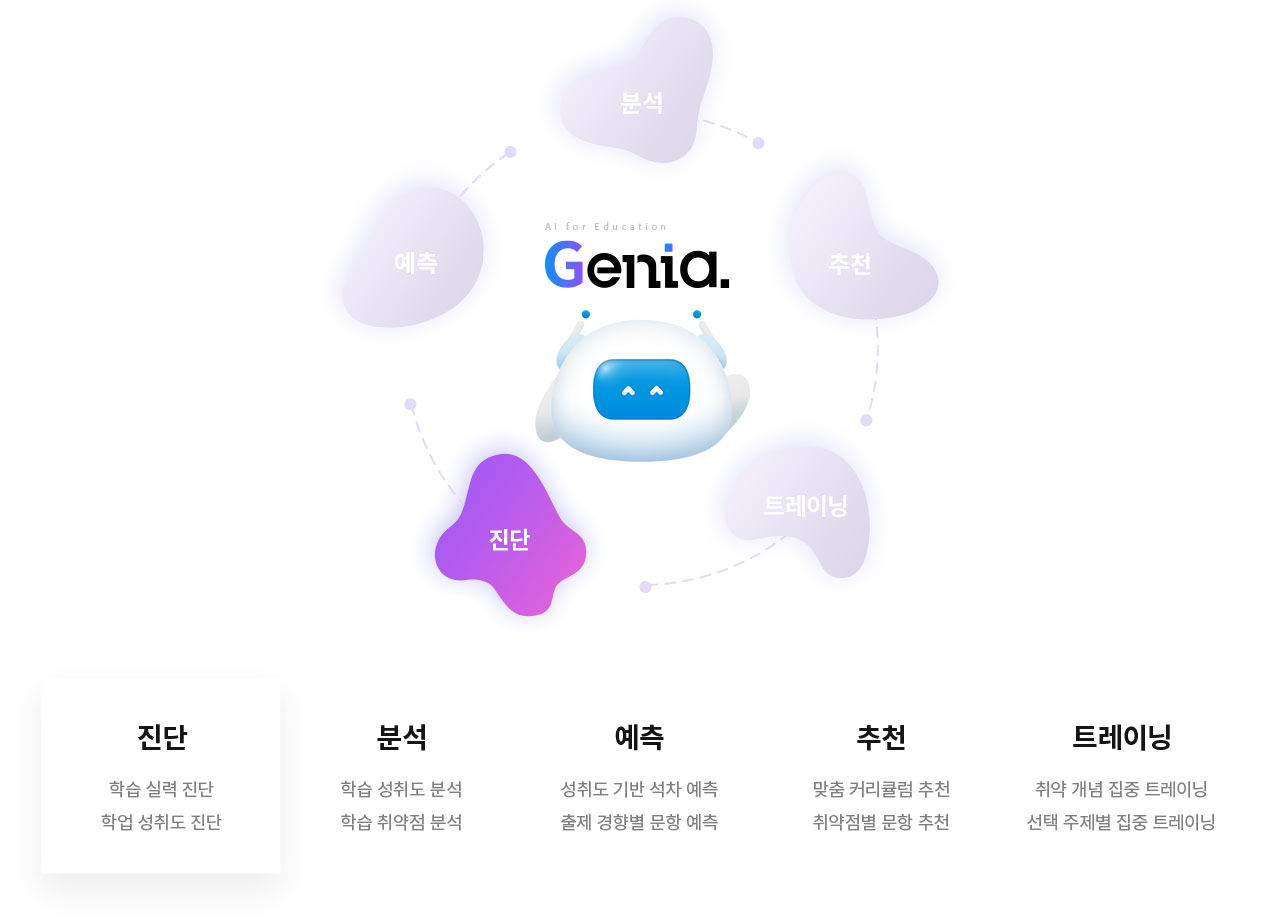 분석
예측
추천
AI for Education
Genia.
트레이닝
진단
진단
학습 실력 진단
학업 성취도 진단
분석
학습 성취도 분석
학습 취약점 분석
예측
성취도 기반 석차 예측
출제 경향별 문항 예측
추천
맞춤 커리큘럼 추천
취약점별 문항 추천
트레이닝
취약 개념 집중 트레이닝
선택 주제별 집중 트레이닝